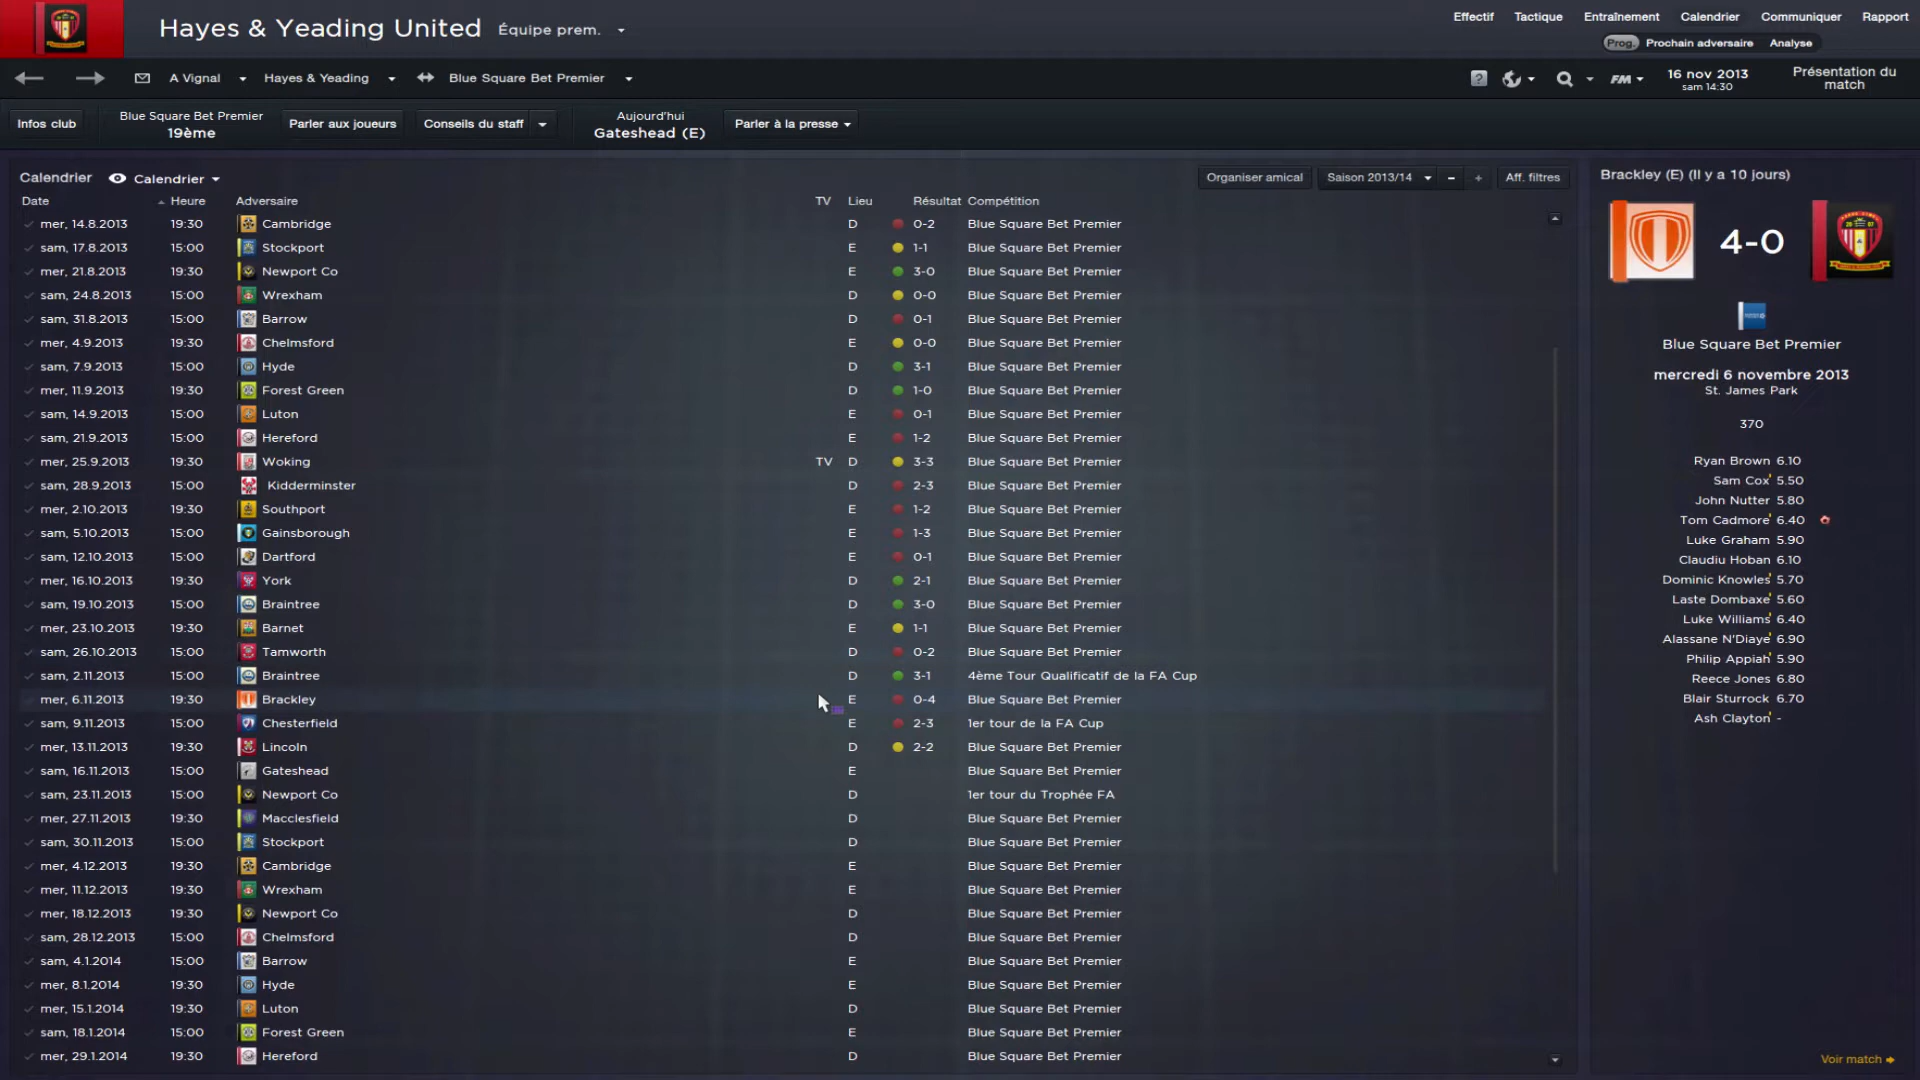 Hayes & Yeading United Équipe prem.
Effectif Tactique Entraînement Calendrier Communiquer Rapport
Prog. Prochain adversaire Analyse
A Vignal Hayes & Yeading Blue Square Bet Premier
? FM 16 nov 2013 sam 14:30 Présentation du match
Infos club Blue Square Bet Premier 19ème Parler aux joueurs Conseils du staff Aujourd'hui Gateshead (E) Parler à la presse
Calendrier Calendrier Organiser amical Saison 2013/14 - + Aff. filtres
Date Heure Adversaire TV Lieu Résultat Compétition
mer, 14.8.2013 19:30 Cambridge D 0-2 Blue Square Bet Premier
sam, 17.8.2013 15:00 Stockport E 1-1 Blue Square Bet Premier
mer, 21.8.2013 19:30 Newport Co E 3-0 Blue Square Bet Premier
sam, 24.8.2013 15:00 Wrexham D 0-0 Blue Square Bet Premier
sam, 31.8.2013 15:00 Barrow D 0-1 Blue Square Bet Premier
mer, 4.9.2013 19:30 Chelmsford E 0-0 Blue Square Bet Premier
sam, 7.9.2013 15:00 Hyde D 3-1 Blue Square Bet Premier
mer, 11.9.2013 19:30 Forest Green D 1-0 Blue Square Bet Premier
sam, 14.9.2013 15:00 Luton E 0-1 Blue Square Bet Premier
sam, 21.9.2013 15:00 Hereford E 1-2 Blue Square Bet Premier
mer, 25.9.2013 19:30 Woking TV D 3-3 Blue Square Bet Premier
sam, 28.9.2013 15:00 Kidderminster D 2-3 Blue Square Bet Premier
mer, 2.10.2013 19:30 Southport E 1-2 Blue Square Bet Premier
sam, 5.10.2013 15:00 Gainsborough E 1-3 Blue Square Bet Premier
sam, 12.10.2013 15:00 Dartford E 0-1 Blue Square Bet Premier
mer, 16.10.2013 19:30 York D 2-1 Blue Square Bet Premier
sam, 19.10.2013 15:00 Braintree D 3-0 Blue Square Bet Premier
mer, 23.10.2013 19:30 Barnet E 1-1 Blue Square Bet Premier
sam, 26.10.2013 15:00 Tamworth D 0-2 Blue Square Bet Premier
sam, 2.11.2013 15:00 Braintree D 3-1 4ème Tour Qualificatif de la FA Cup
mer, 6.11.2013 19:30 Brackley E 0-4 Blue Square Bet Premier
sam, 9.11.2013 15:00 Chesterfield E 2-3 1er tour de la FA Cup
mer, 13.11.2013 19:30 Lincoln D 2-2 Blue Square Bet Premier
sam, 16.11.2013 15:00 Gateshead E Blue Square Bet Premier
sam, 23.11.2013 15:00 Newport Co D 1er tour du Trophée FA
mer, 27.11.2013 19:30 Macclesfield D Blue Square Bet Premier
sam, 30.11.2013 15:00 Stockport D Blue Square Bet Premier
mer, 4.12.2013 19:30 Cambridge E Blue Square Bet Premier
mer, 11.12.2013 19:30 Wrexham E Blue Square Bet Premier
mer, 18.12.2013 19:30 Newport Co D Blue Square Bet Premier
sam, 28.12.2013 15:00 Chelmsford D Blue Square Bet Premier
sam, 4.1.2014 15:00 Barrow E Blue Square Bet Premier
mer, 8.1.2014 19:30 Hyde E Blue Square Bet Premier
mer, 15.1.2014 19:30 Luton D Blue Square Bet Premier
sam, 18.1.2014 15:00 Forest Green E Blue Square Bet Premier
mer, 29.1.2014 19:30 Hereford D Blue Square Bet Premier
Brackley (E) (Il y a 10 jours)
4-0
Blue Square Bet Premier
mercredi 6 novembre 2013
St. James Park
370
Ryan Brown 6.10
Sam Cox 5.50
John Nutter 5.80
Tom Cadmore 6.40
Luke Graham 5.90
Claudiu Hoban 6.10
Dominic Knowles 5.70
Laste Dombaxe 5.60
Luke Williams 6.40
Alassane N'Diaye 6.90
Philip Appiah 5.90
Reece Jones 6.80
Blair Sturrock 6.70
Ash Clayton -
Voir match